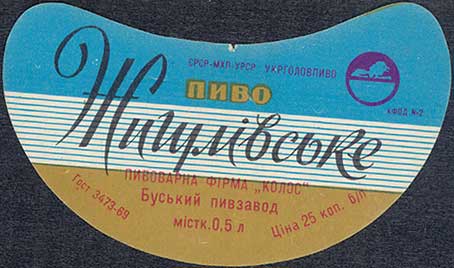 СРСР-МХП-УРСР УКРГОЛОВПИВО
ПИВО
КФОД №2
Жигулівське
ПИВОВАРНА ФІРМА „КОЛОС"
Гост 3473-69
Буський пивзавод
Ціна 25 коп. б/п
містк. 0,5 л